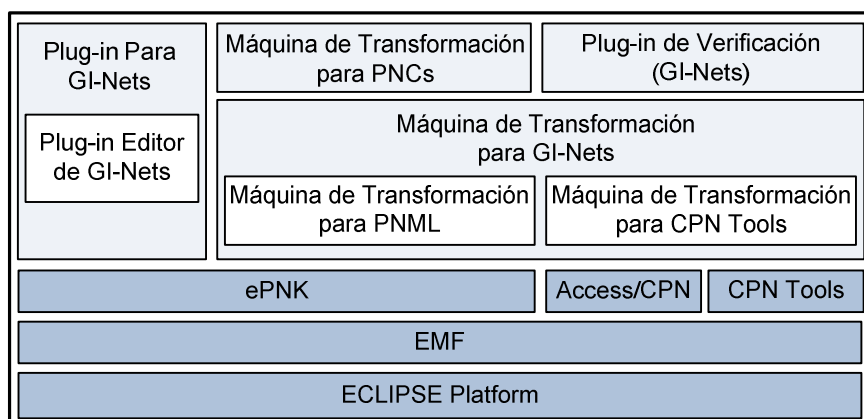 Plug-in Para
GI-Nets
Plug-in Editor
de GI-Nets
Máquina de Transformación
para PNCs
Plug-in de Verificación
(GI-Nets)
Máquina de Transformación
para GI-Nets
Máquina de Transformación
para PNML
Máquina de Transformación
para CPN Tools
ePNK
Access/CPN
CPN Tools
EMF
ECLIPSE Platform